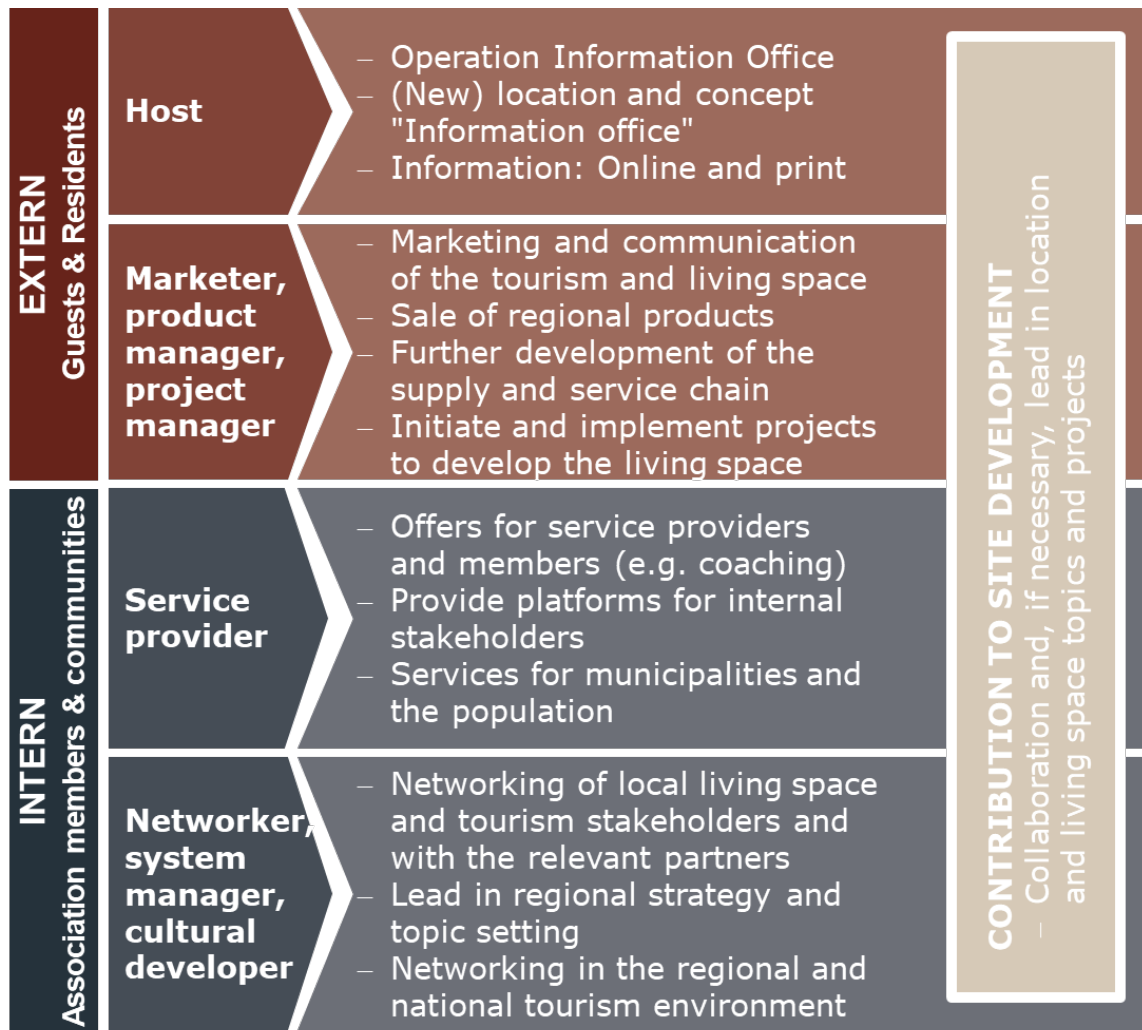 EXTERN
Guests & Residents
Host
– Operation Information Office
– (New) location and concept
"Information office"
– Information: Online and print
Marketer,
product
manager,
project
manager
– Marketing and communication
of the tourism and living space
– Sale of regional products
– Further development of the
supply and service chain
– Initiate and implement projects
to develop the living space
INTERN
Association members & communities
Service
provider
– Offers for service providers
and members (e.g. coaching)
– Provide platforms for internal
stakeholders
– Services for municipalities and
the population
Networker,
system
manager,
cultural
developer
– Networking of local living space
and tourism stakeholders and
with the relevant partners
– Lead in regional strategy and
topic setting
– Networking in the regional and
national tourism environment
CONTRIBUTION TO SITE DEVELOPMENT
– Collaboration and, if necessary, lead in location
and living space topics and projects